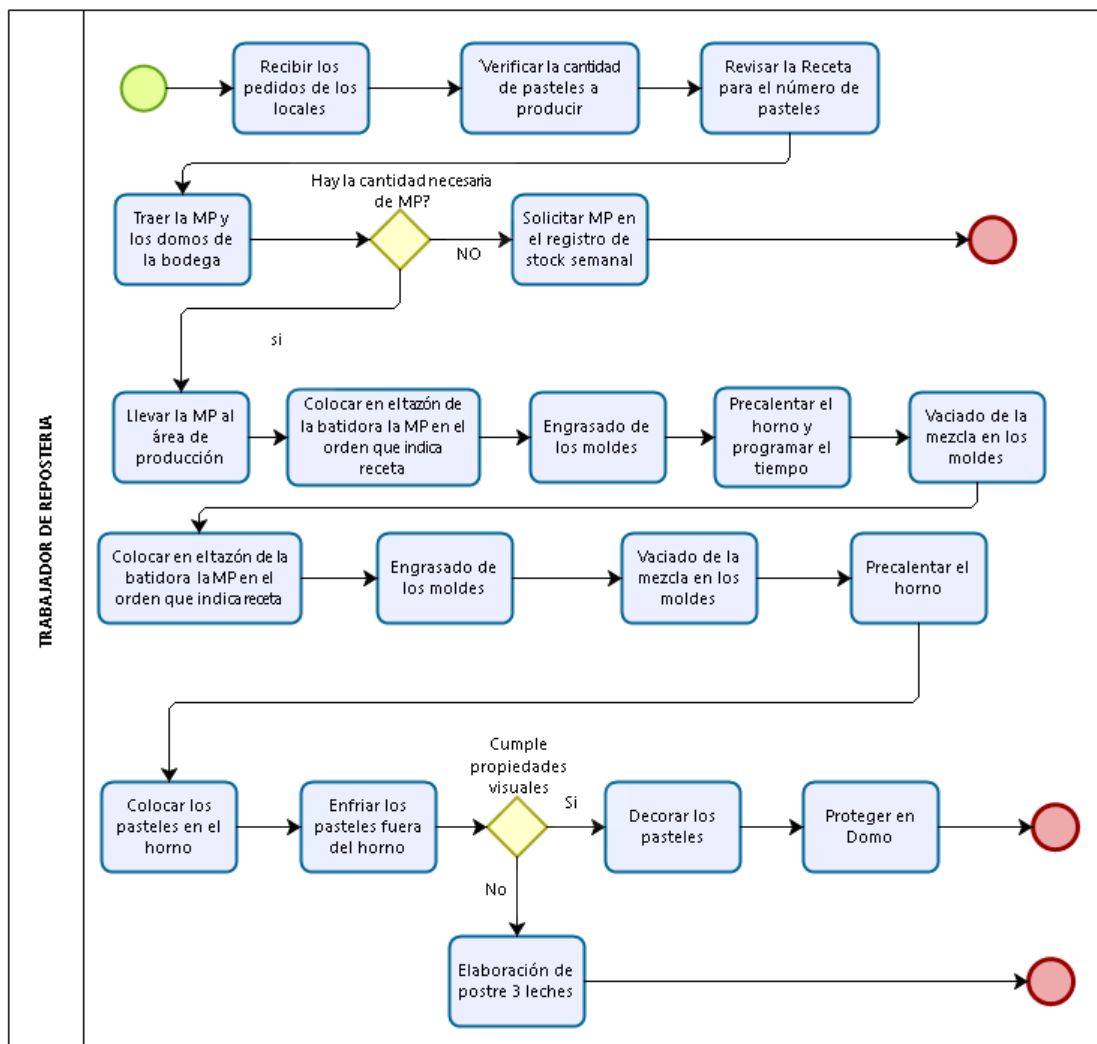 TRABAJADOR DE REPOSTERIA
Recibir los
pedidos de los
locales
´Verificar la cantidad
de pasteles a
producir
Revisar la Receta
para el número de
pasteles
Traer la MP y
los domos de
la bodega
Hay la cantidad necesaria
de MP?
NO
Solicitar MP en
el registro de
stock semanal
si
Llevar la MP al
área de
producción
Colocar en el tazón de
la batidora la MP en el
orden que indica
receta
Engrasado de
los moldes
Precalentar el
horno y
programar el
tiempo
Vaciado de la
mezcla en los
moldes
Colocar en el tazón de la
batidora la MP en el
orden que indica receta
Engrasado de
los moldes
Vaciado de la
mezcla en los
moldes
Precalentar el
horno
Colocar los
pasteles en el
horno
Enfriar los
pasteles fuera
del horno
Cumple
propiedades
visuales
Si
Decorar los
pasteles
Proteger en
Domo
No
Elaboración de
postre 3 leches